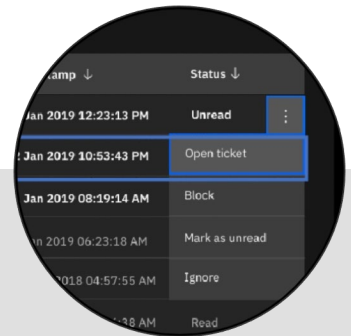 amp ↓ Status ↓
Jan 2019 12:23:13 PM Unread
Jan 2019 10:53:43 PM Open ticket
Jan 2019 08:19:14 AM Block
2019 06:23:18 AM Mark as unread
2018 04:57:55 AM Ignore
:38 AM Read